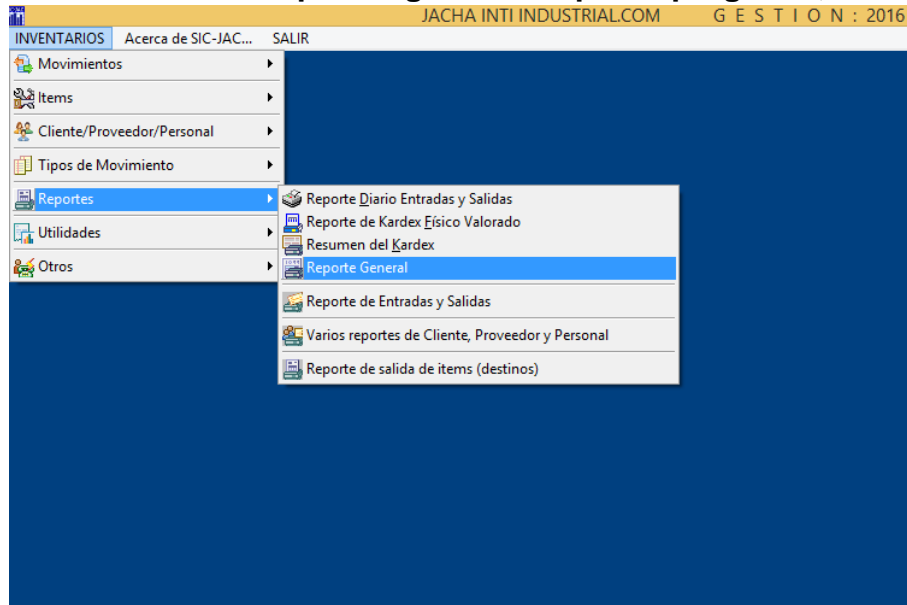 JACHA INTI INDUSTRIAL.COM G E S T I O N : 2016
INVENTARIOS Acerca de SIC-JAC... SALIR
Movimientos
Items
Cliente/Proveedor/Personal
Tipos de Movimiento
Reportes
Utilidades
Otros
Reporte Diario Entradas y Salidas
Reporte de Kardex Físico Valorado
Resumen del Kardex
Reporte General
Reporte de Entradas y Salidas
Varios reportes de Cliente, Proveedor y Personal
Reporte de salida de items (destinos)